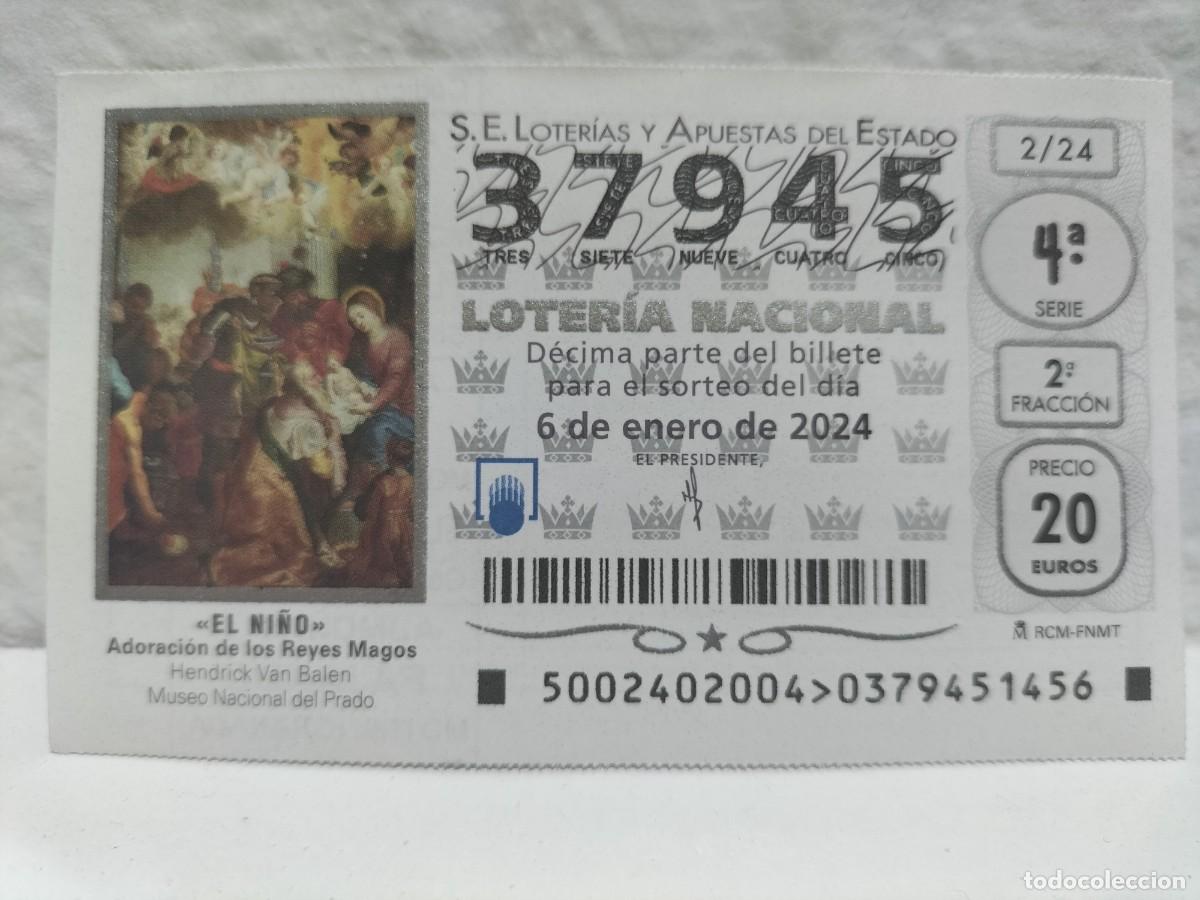 S.E. LOTERÍAS Y APUESTAS DEL ESTADO
37945
TRES SIETE NUEVE CUATRO CINCO
LOTERÍA NACIONAL
Décima parte del billete
para el sorteo del día
6 de enero de 2024
EL PRESIDENTE,
2/24
4ª
SERIE
2ª
FRACCIÓN
PRECIO
20
EUROS
RCM-FNMT
«EL NIÑO»
Adoración de los Reyes Magos
Hendrick Van Balen
Museo Nacional del Prado
5002402004>0379451456
todocoleccion